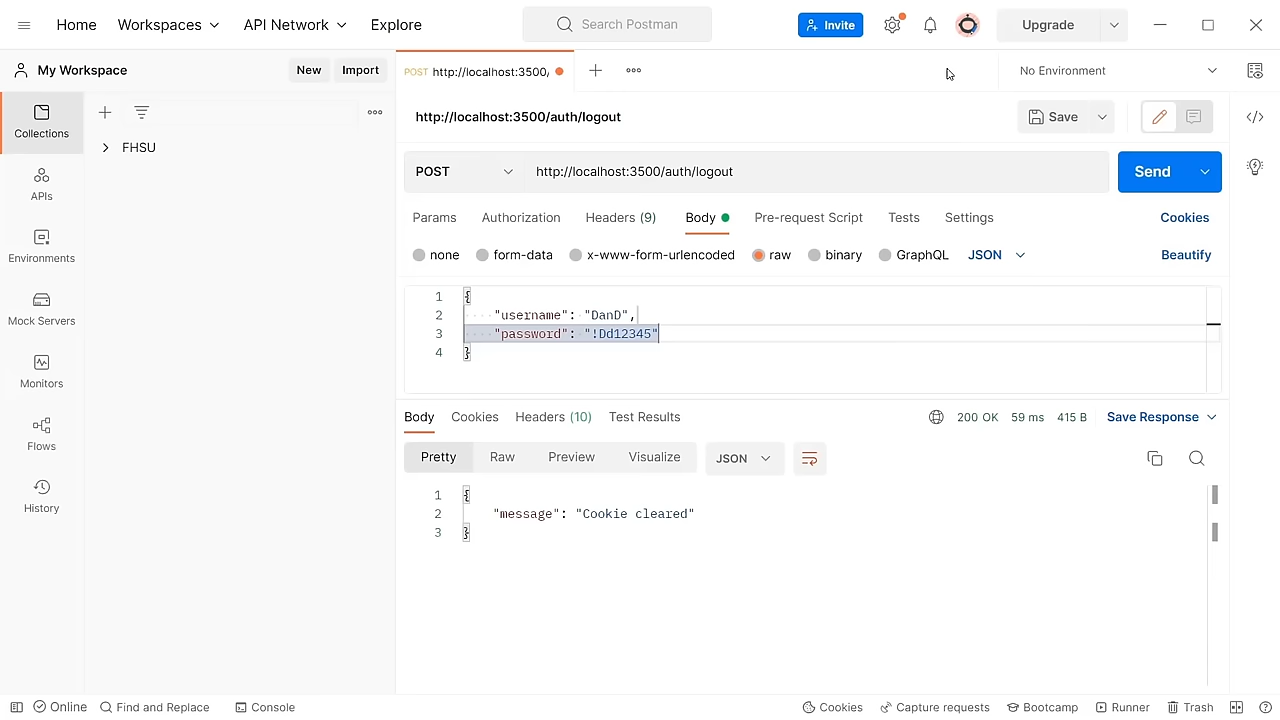 Home Workspaces API Network Explore Search Postman Invite Upgrade
My Workspace New Import POST http://localhost:3500/ No Environment
Collections
FHSU
APIs
Environments
Mock Servers
Monitors
Flows
History
http://localhost:3500/auth/logout Save
POST http://localhost:3500/auth/logout Send
Params Authorization Headers (9) Body Pre-request Script Tests Settings Cookies
none form-data x-www-form-urlencoded raw binary GraphQL JSON Beautify
1 {
2 "username": "DanD",
3 "password": "!Dd12345"
4 }
Body Cookies Headers (10) Test Results 200 OK 59 ms 415 B Save Response
Pretty Raw Preview Visualize JSON
1 {
2 "message": "Cookie cleared"
3 }
Online Find and Replace Console Cookies Capture requests Bootcamp Runner Trash